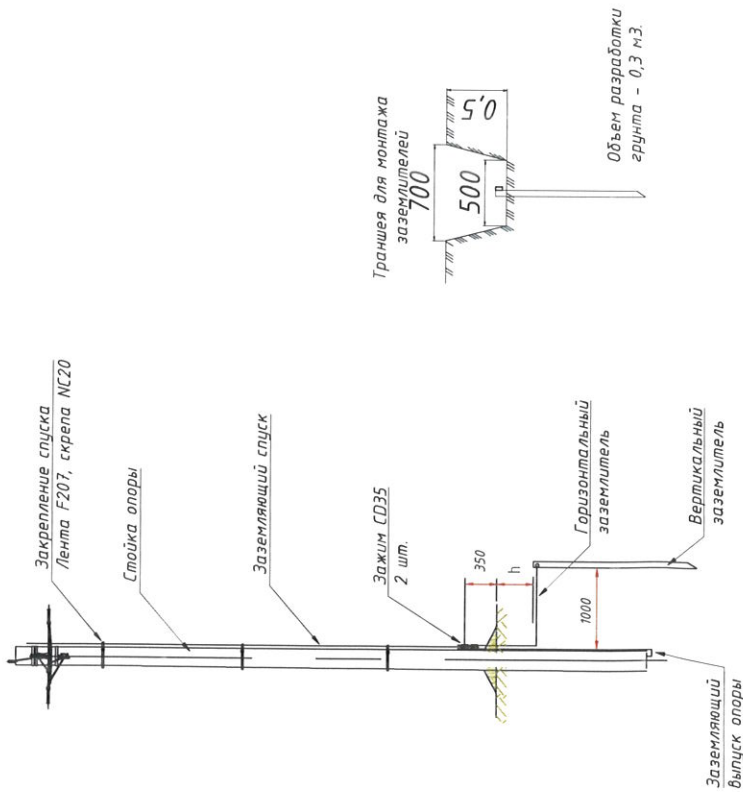 Закрепление спуска
Лента F207, скрепа NC20
Стойка опоры
Заземляющий спуск
Зажим CD35
2 шт.
350
h
1000
Горизонтальный
заземлитель
Вертикальный
заземлитель
Заземляющий
выпуск опоры
Траншея для монтажа
заземлителей
700
500
0,5
Объем разработки
грунта - 0,3 м3.